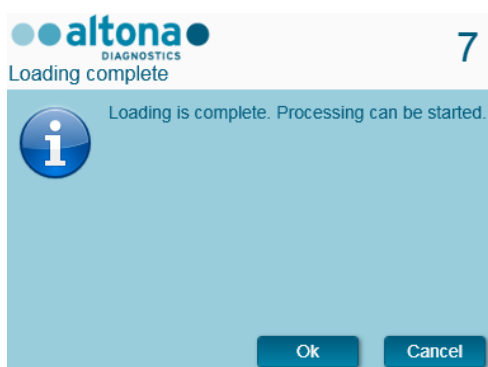 altona
DIAGNOSTICS
7
Loading complete
Loading is complete. Processing can be started.
Ok
Cancel